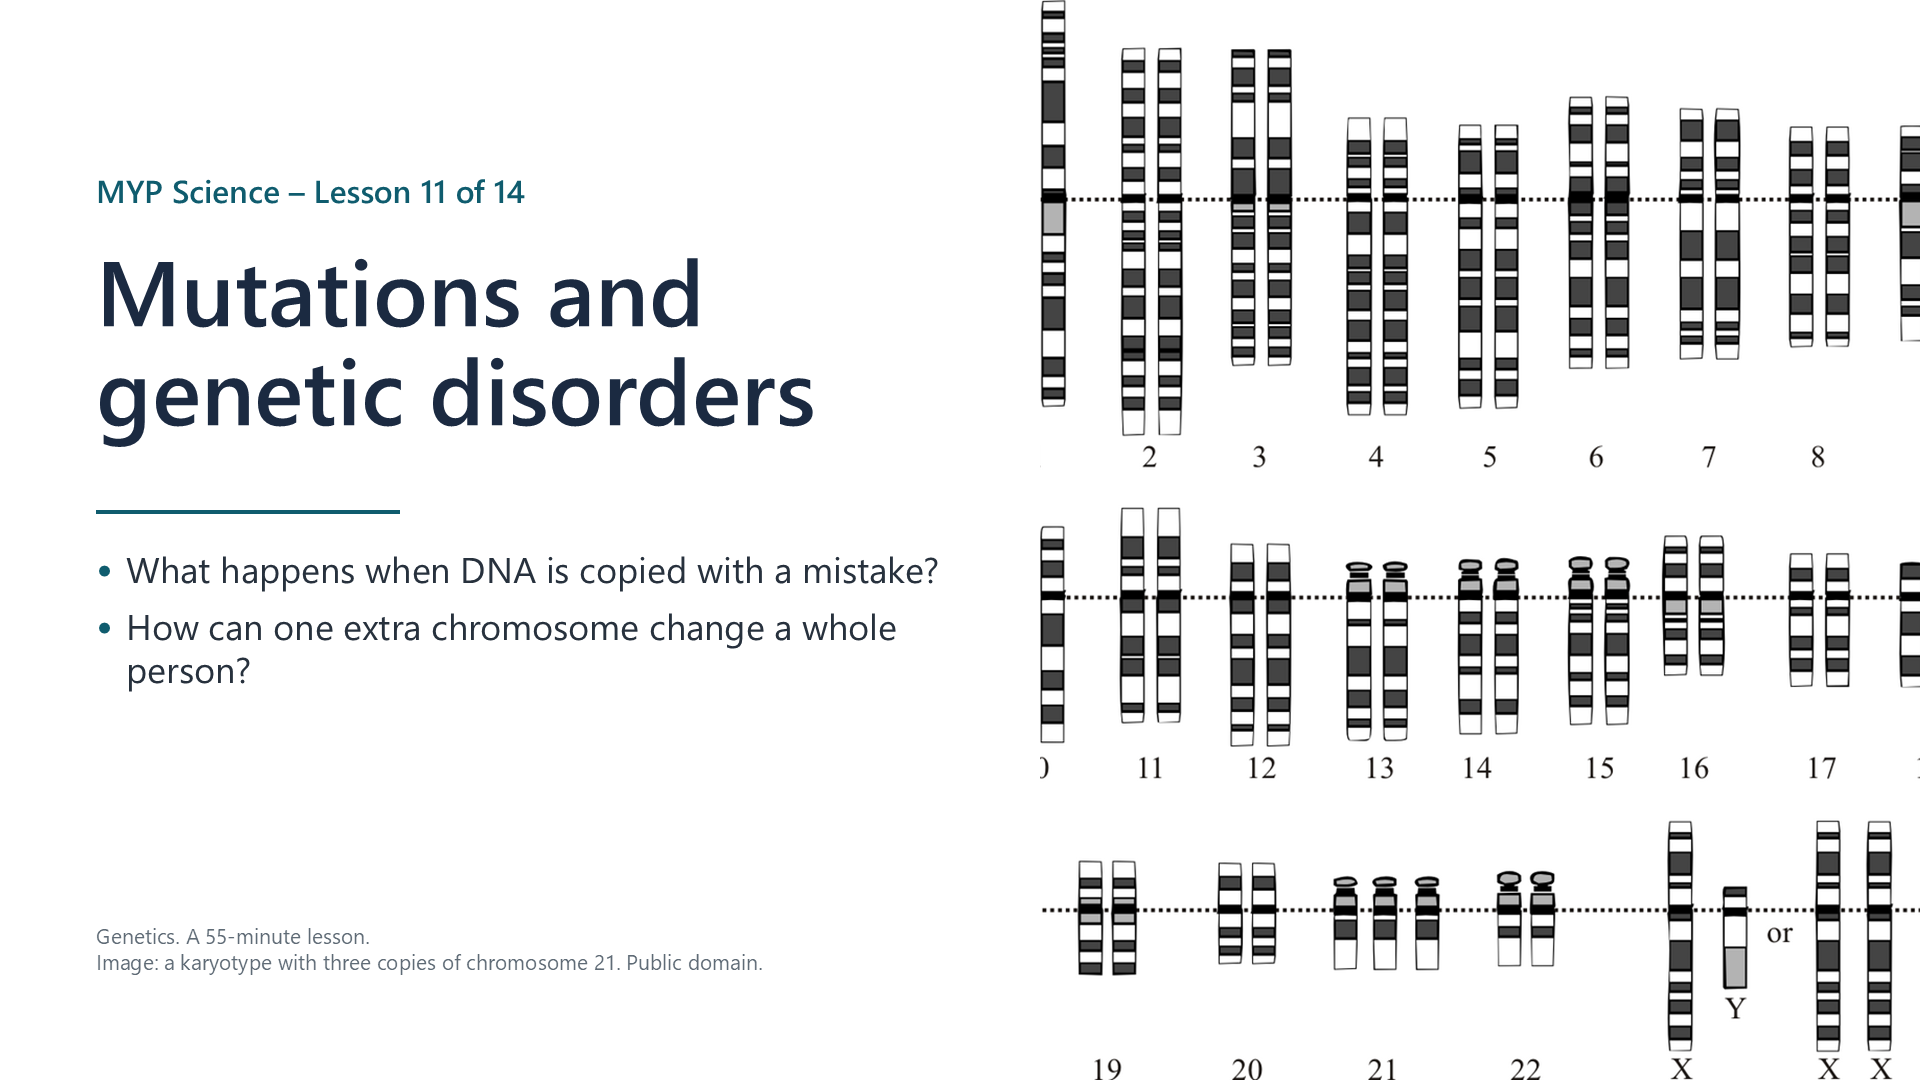 MYP Science – Lesson 11 of 14
Mutations and
genetic disorders
• What happens when DNA is copied with a mistake?
• How can one extra chromosome change a whole
person?
Genetics. A 55-minute lesson.
Image: a karyotype with three copies of chromosome 21. Public domain.
2 3 4 5 6 7 8
0 11 12 13 14 15 16 17
or
Y
19 20 21 22 X X X